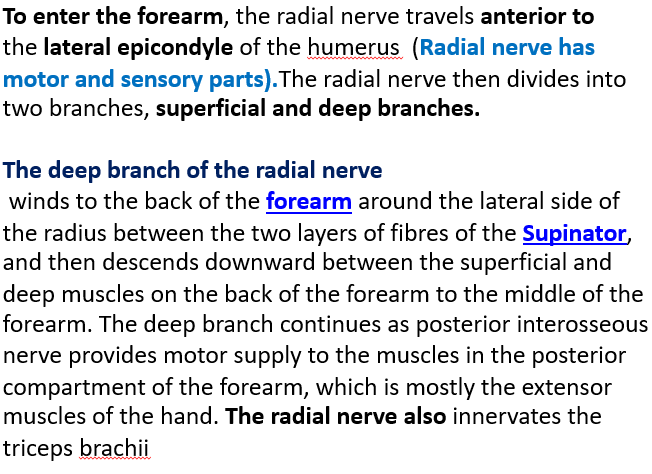 To enter the forearm, the radial nerve travels anterior to
the lateral epicondyle of the humerus (Radial nerve has
motor and sensory parts).The radial nerve then divides into
two branches, superficial and deep branches.
The deep branch of the radial nerve
winds to the back of the forearm around the lateral side of
the radius between the two layers of fibres of the Supinator,
and then descends downward between the superficial and
deep muscles on the back of the forearm to the middle of the
forearm. The deep branch continues as posterior interosseous
nerve provides motor supply to the muscles in the posterior
compartment of the forearm, which is mostly the extensor
muscles of the hand. The radial nerve also innervates the
triceps brachii